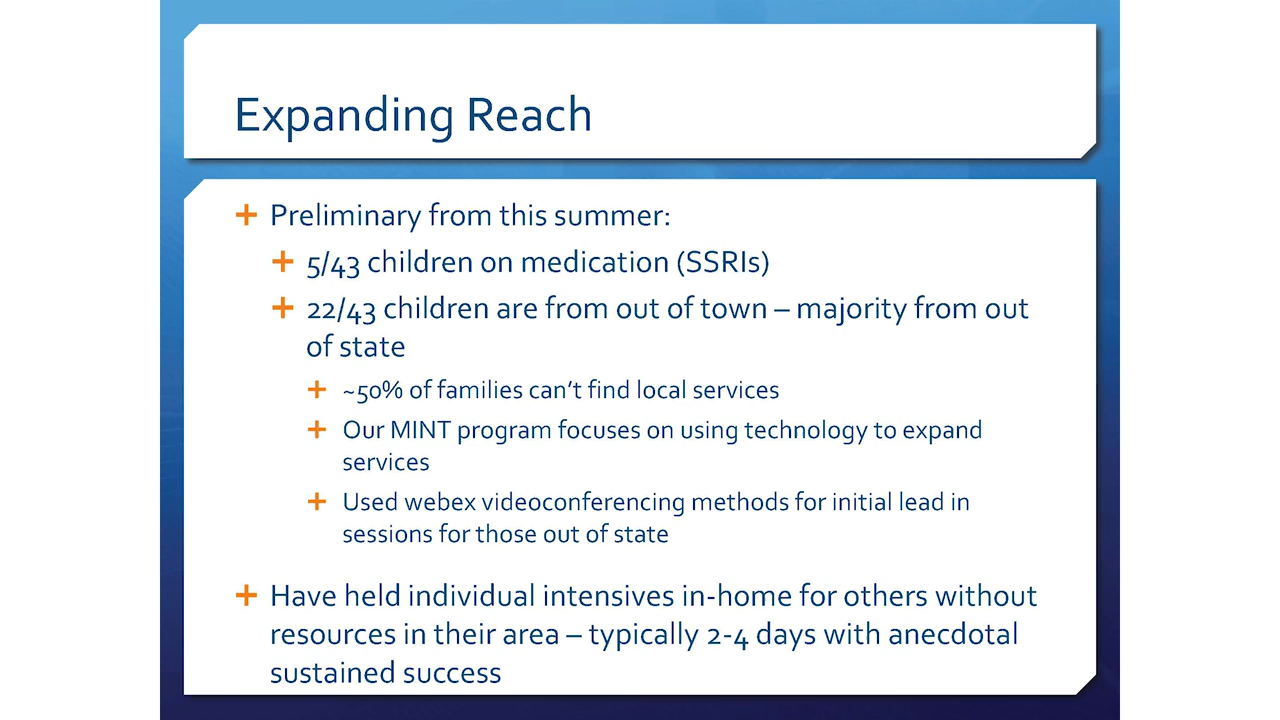 Expanding Reach
Preliminary from this summer:
5/43 children on medication (SSRIs)
22/43 children are from out of town – majority from out
of state
~50% of families can't find local services
Our MINT program focuses on using technology to expand
services
Used webex videoconferencing methods for initial lead in
sessions for those out of state
Have held individual intensives in-home for others without
resources in their area – typically 2-4 days with anecdotal
sustained success